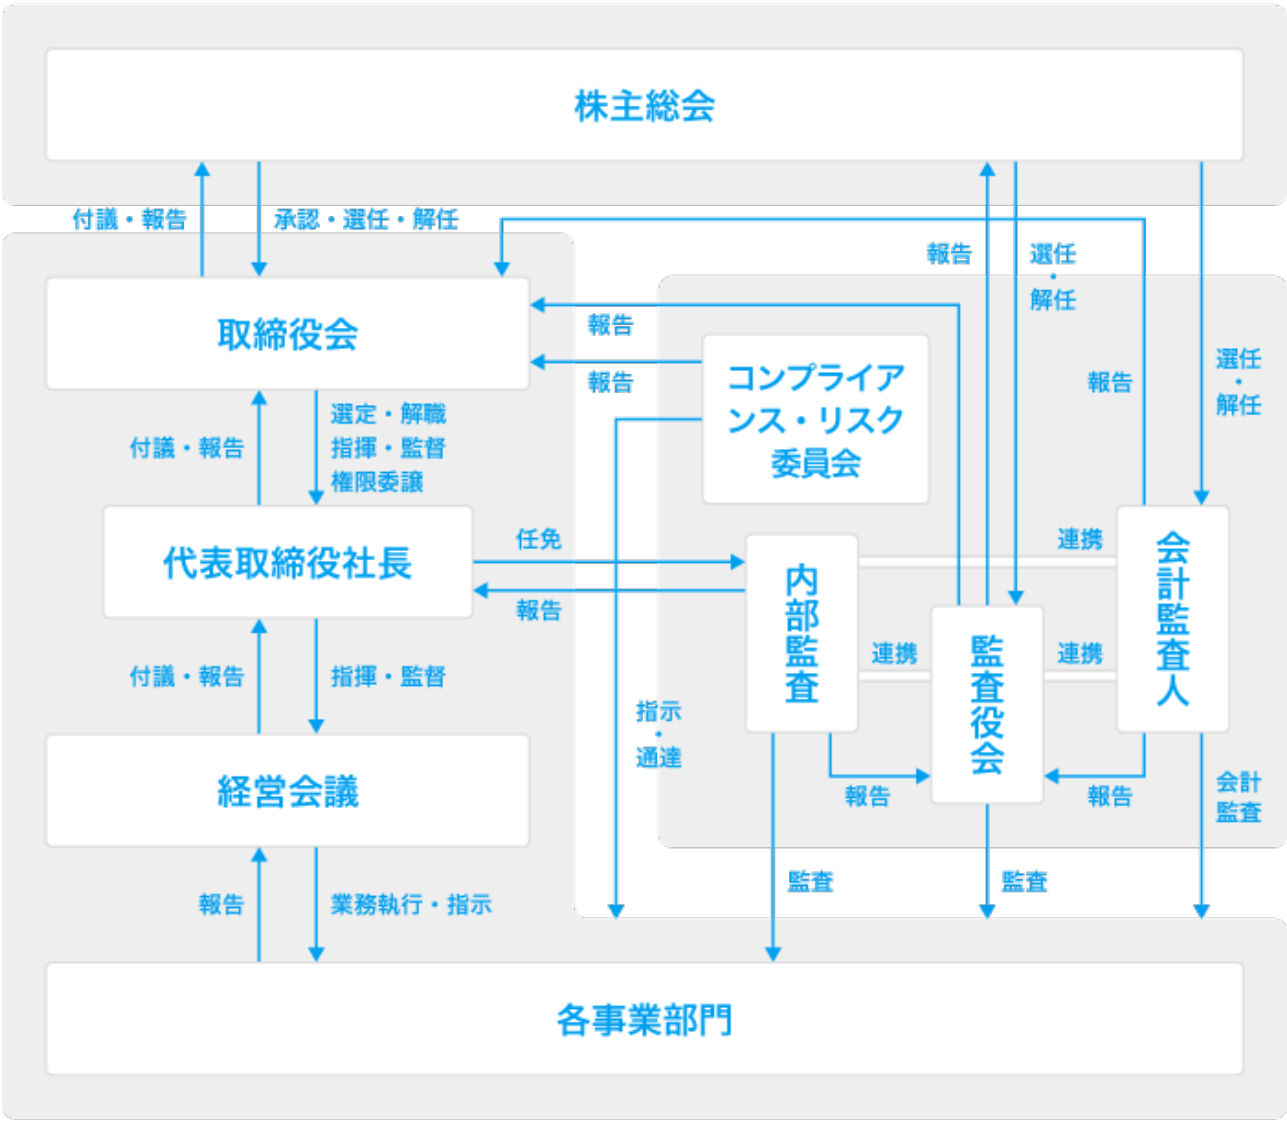 株主総会
付議・報告
承認・選任・解任
報告
選任
・
解任
取締役会
報告
報告
コンプライア
ンス・リスク
委員会
報告
選任
・
解任
付議・報告
選定・解職
指揮・監督
権限委譲
代表取締役社長
任免
報告
内部監査
連携
会計監査人
連携
監査役会
連携
付議・報告
指揮・監督
指示
・
通達
経営会議
報告
報告
会計
監査
報告
業務執行・指示
監査
監査
各事業部門